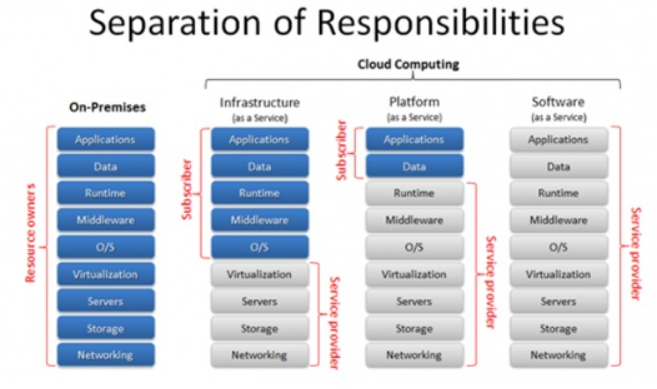 Separation of Responsibilities
Cloud Computing
On-Premises
Resource owners
Applications
Data
Runtime
Middleware
O/S
Virtualization
Servers
Storage
Networking
Infrastructure
(as a Service)
Subscriber
Applications
Data
Runtime
Middleware
O/S
Virtualization
Servers
Storage
Networking
Service provider
Platform
(as a Service)
Subscriber
Applications
Data
Runtime
Middleware
O/S
Virtualization
Servers
Storage
Networking
Service provider
Software
(as a Service)
Applications
Data
Runtime
Middleware
O/S
Virtualization
Servers
Storage
Networking
Service provider